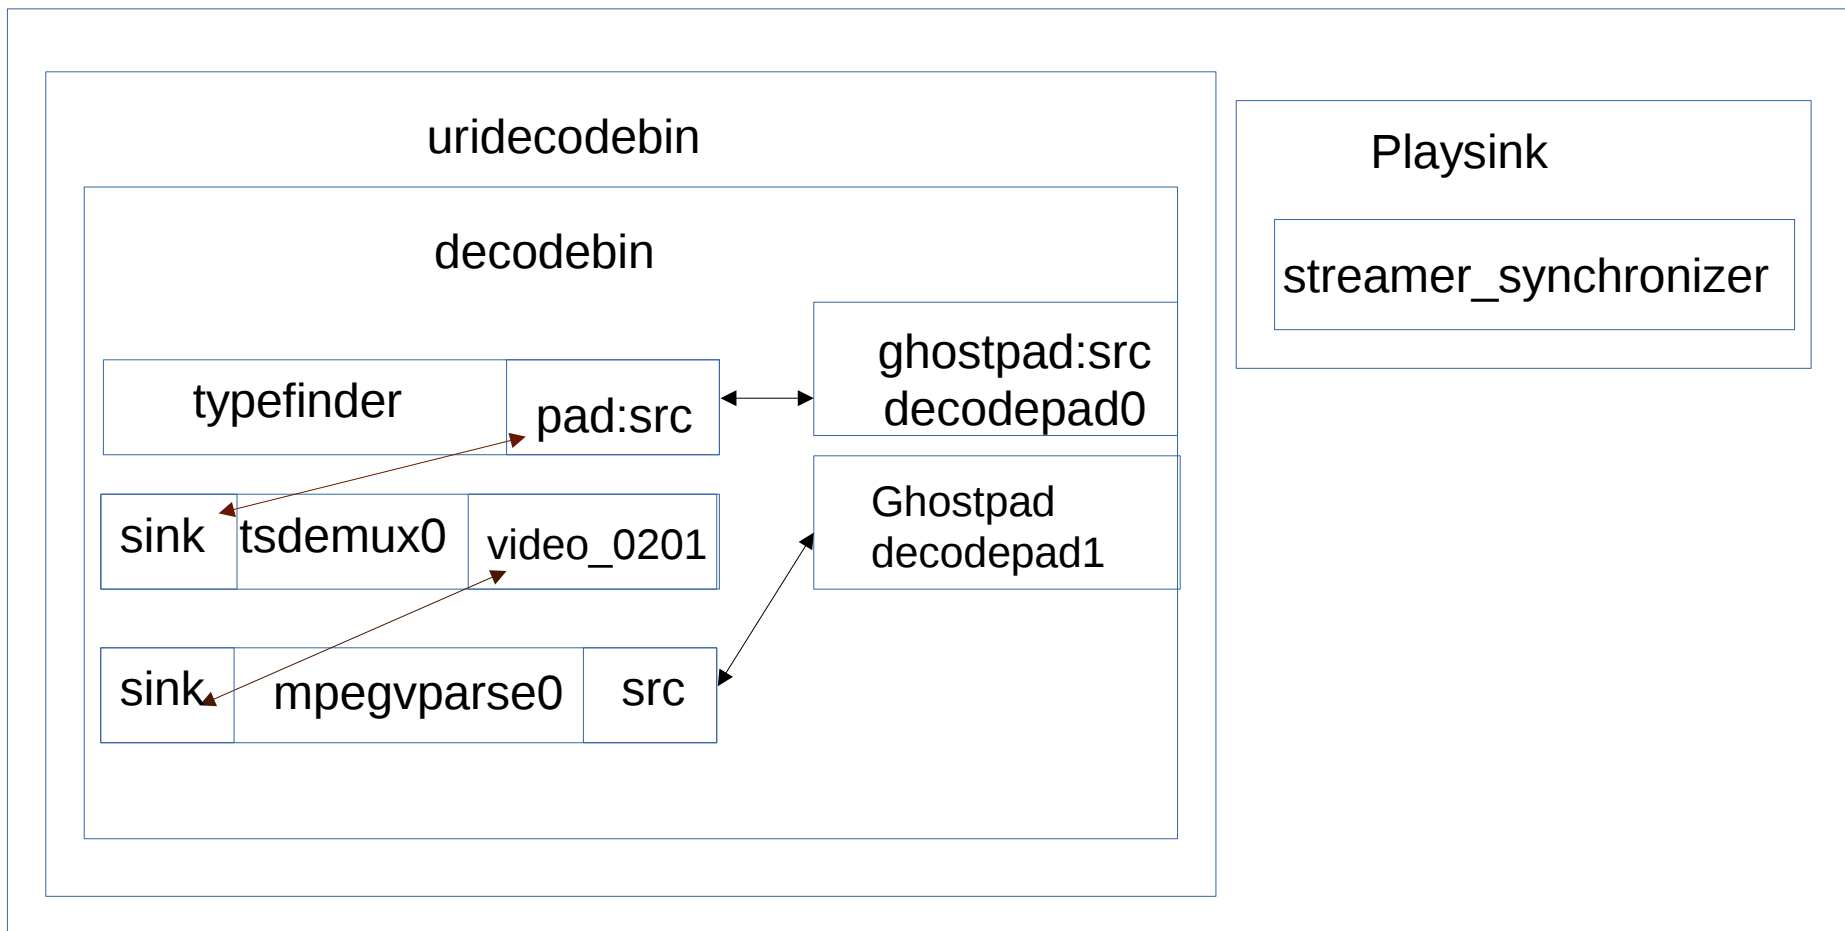 uridecodebin
decodebin
typefinder
pad:src
ghostpad:src
decodepad0
sink
tsdemux0
video_0201
Ghostpad
decodepad1
sink
mpegvparse0
src
Playsink
streamer_synchronizer